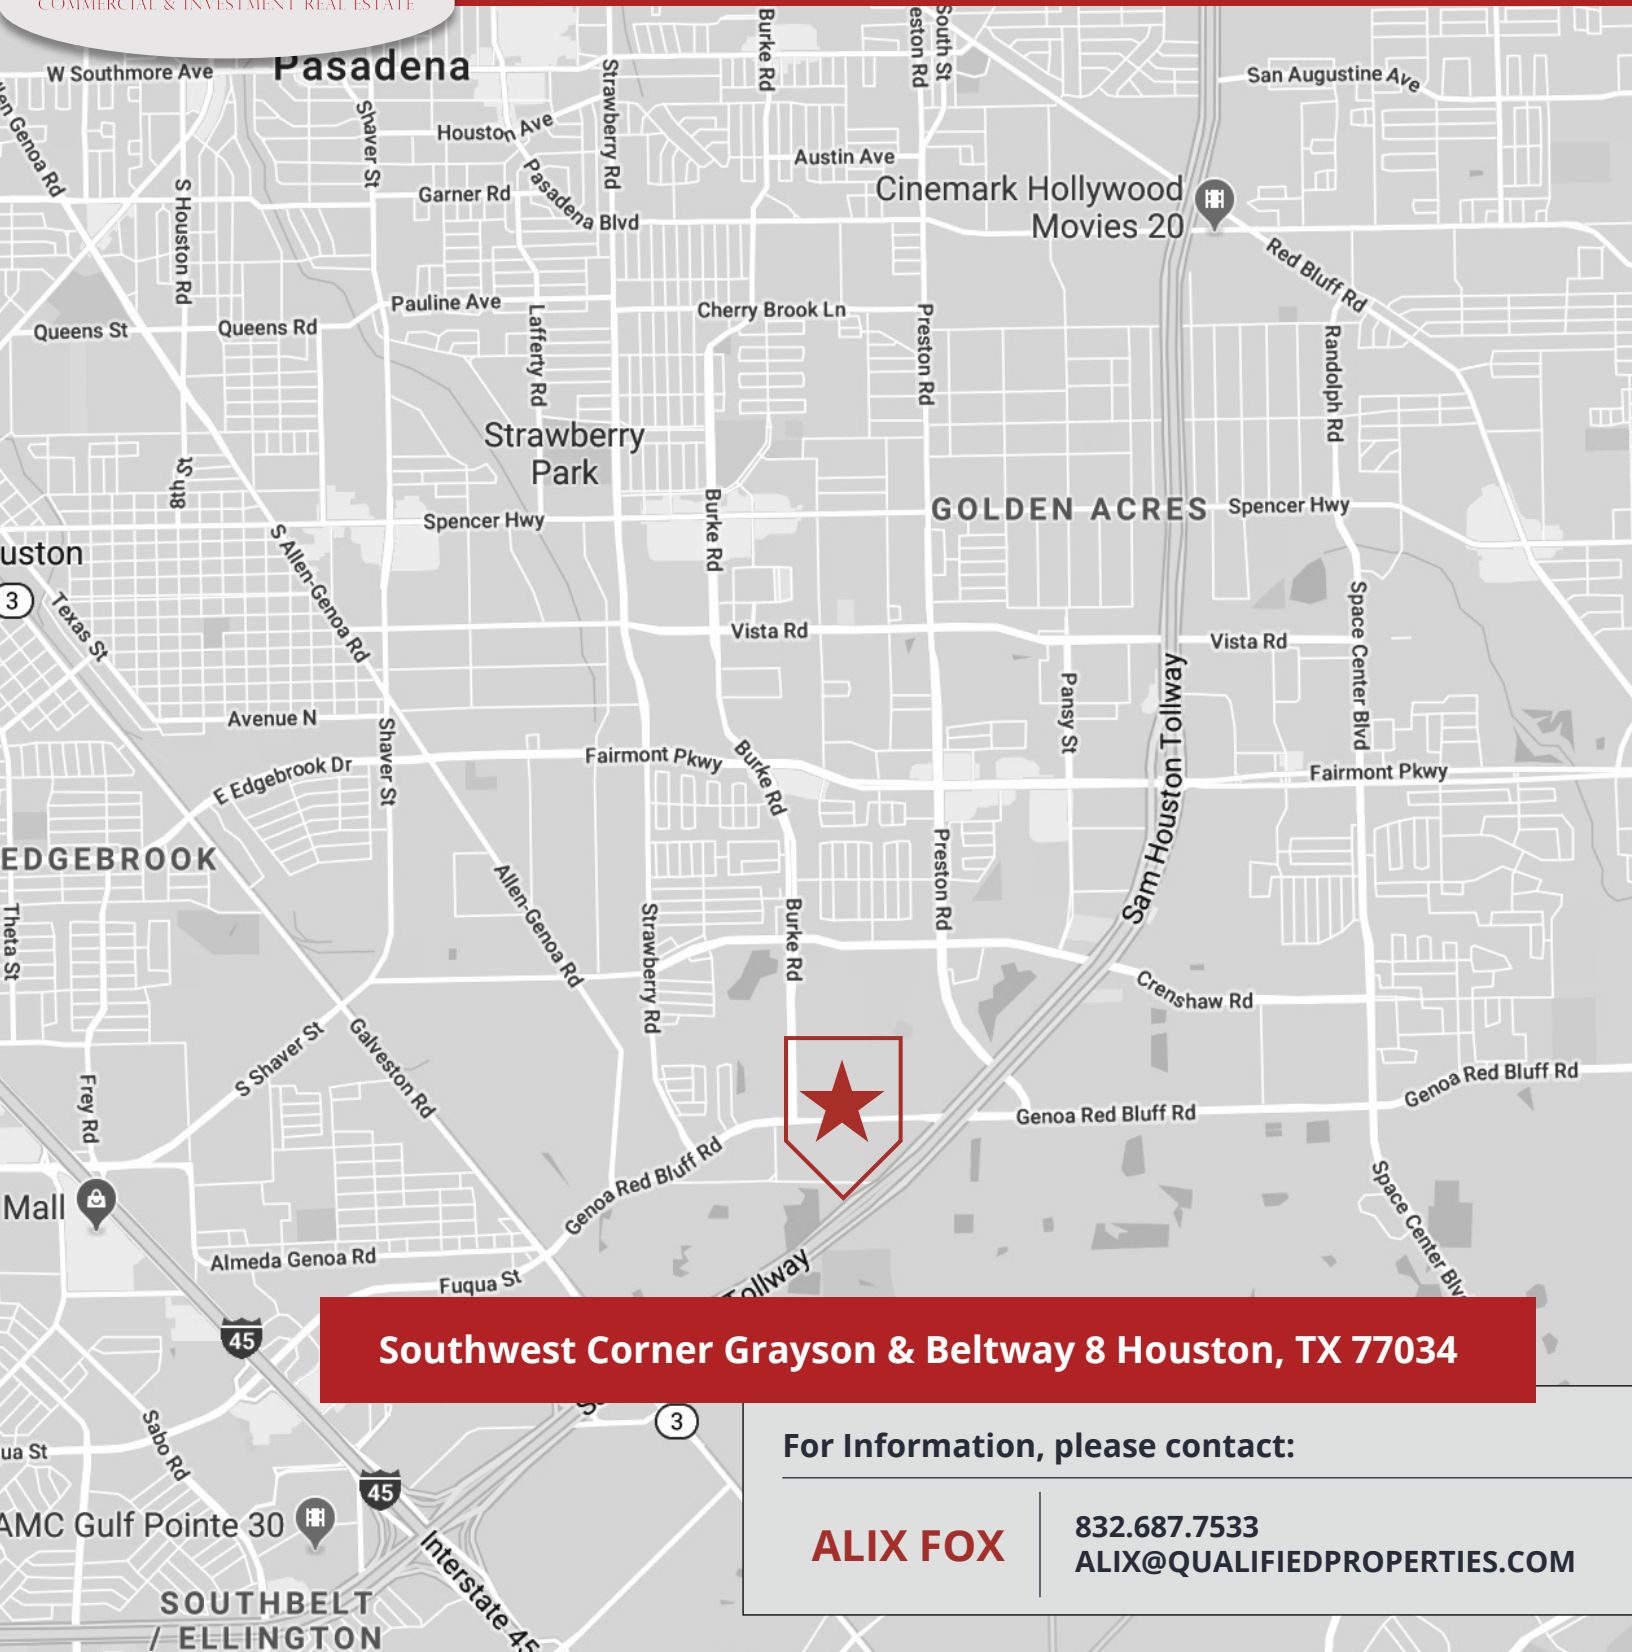 COMMERCIAL & INVESTMENT REAL ESTATE
Pasadena
W Southmore Ave
San Augustine Ave
Burke Rd
eston Rd
South St
Strawberry Rd
Shaver St
Houston Ave
Austin Ave
len Genoa Rd
Garner Rd
Pasadena Blvd
Cinemark Hollywood
Movies 20
S Houston Rd
Red Bluff Rd
Pauline Ave
Cherry Brook Ln
Queens St
Queens Rd
Lafferty Rd
Preston Rd
Randolph Rd
Strawberry
Park
8th St
Spencer Hwy
Burke Rd
GOLDEN ACRES
Spencer Hwy
uston
3
S Allen-Genoa Rd
Texas St
Vista Rd
Vista Rd
Space Center Blvd
Pansy St
Sam Houston Tollway
Avenue N
Shaver St
Fairmont Pkwy
Burke Rd
Fairmont Pkwy
E Edgebrook Dr
EDGEBROOK
Preston Rd
Allen-Genoa Rd
Theta St
Strawberry Rd
Burke Rd
Crenshaw Rd
S Shaver St
Galveston Rd
Frey Rd
Genoa Red Bluff Rd
Genoa Red Bluff Rd
Genoa Red Bluff Rd
Mall
Space Center Blv
Almeda Genoa Rd
Fuqua St
Tollway
45
Southwest Corner Grayson & Beltway 8 Houston, TX 77034
3
Sabo Rd
ua St
45
AMC Gulf Pointe 30
Interstate 45
SOUTHBELT
/ ELLINGTON
For Information, please contact:
ALIX FOX
832.687.7533
ALIX@QUALIFIEDPROPERTIES.COM